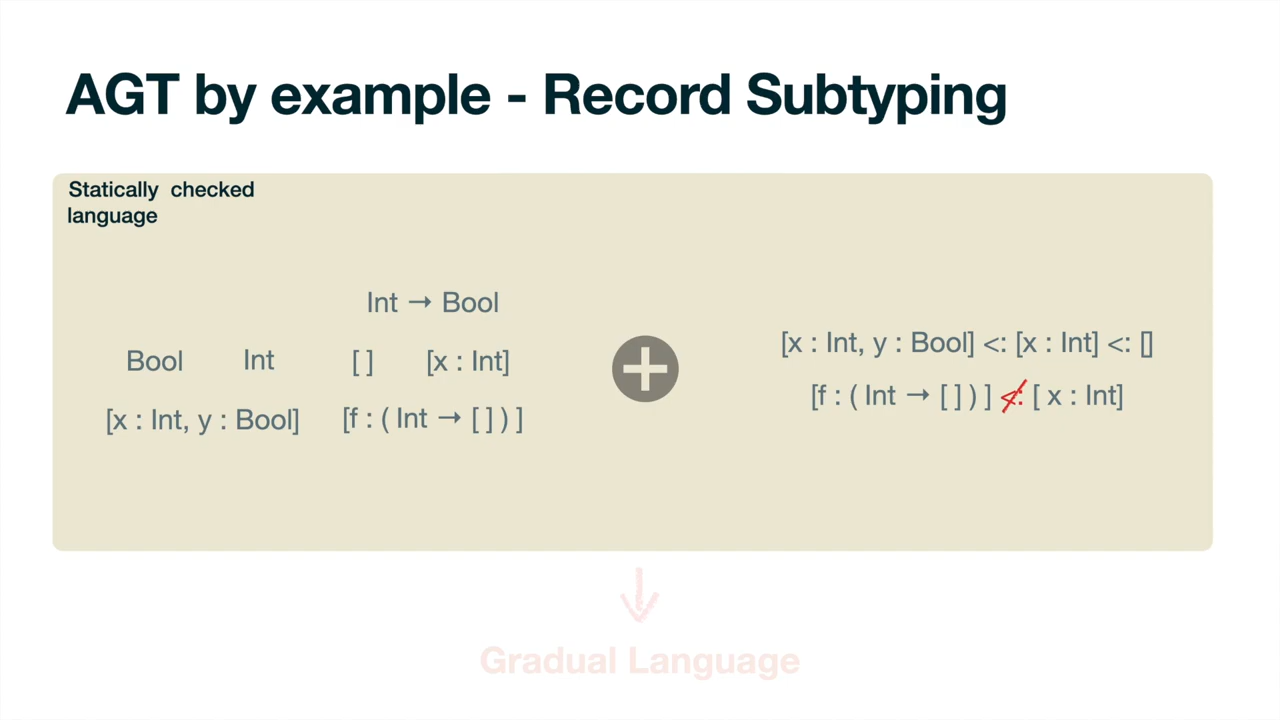 AGT by example - Record Subtyping
Statically checked
language
Int → Bool
Bool Int [ ] [x : Int]
[x : Int, y : Bool] [f : ( Int → [ ] ) ]
[x : Int, y : Bool] <: [x : Int] <: []
[f : ( Int → [ ] ) ] <: [ x : Int]
Gradual Language